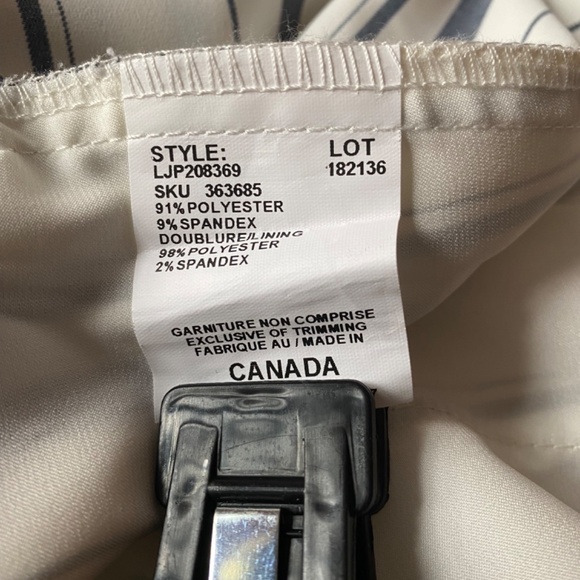 STYLE: LOT
LJP208369 182136
SKU 363685
91% POLYESTER
9% SPANDEX
DOUBLURE/LINING
98% POLYESTER
2% SPANDEX
GARNITURE NON COMPRISE
EXCLUSIVE OF TRIMMING
FABRIQUE AU / MADE IN
CANADA